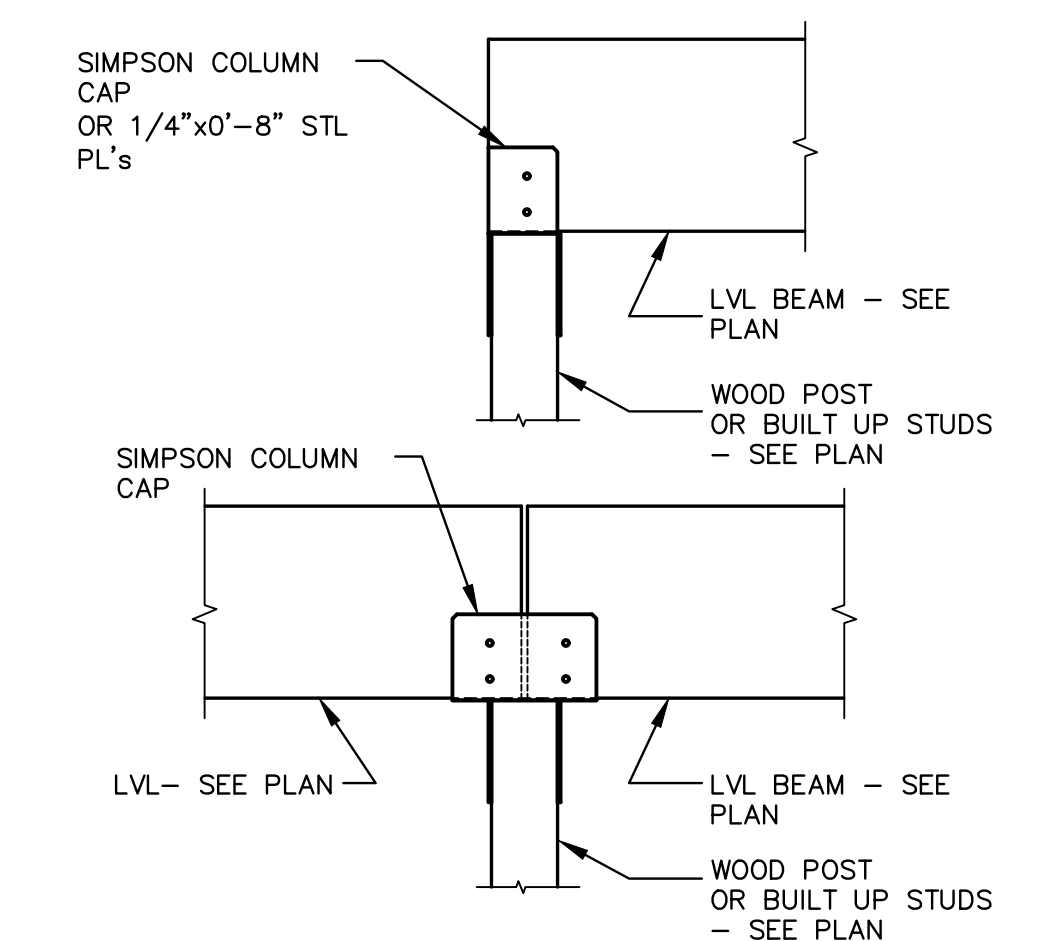 SIMPSON COLUMN
CAP
OR 1/4"x0'-8" STL
PL's
LVL BEAM - SEE
PLAN
WOOD POST
OR BUILT UP STUDS
- SEE PLAN
SIMPSON COLUMN
CAP
LVL- SEE PLAN
LVL BEAM - SEE
PLAN
WOOD POST
OR BUILT UP STUDS
- SEE PLAN